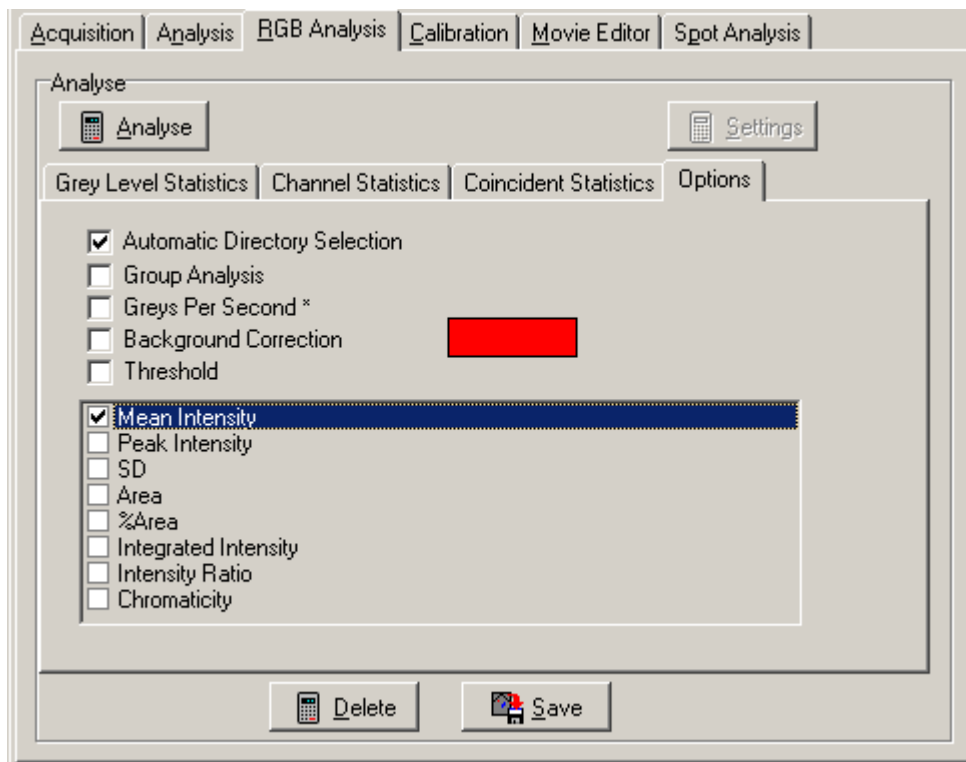 Acquisition Analysis RGB Analysis Calibration Movie Editor Spot Analysis
Analyse
Analyse Settings
Grey Level Statistics Channel Statistics Coincident Statistics Options
Automatic Directory Selection
Group Analysis
Greys Per Second *
Background Correction
Threshold
Mean Intensity
Peak Intensity
SD
Area
%Area
Integrated Intensity
Intensity Ratio
Chromaticity
Delete Save